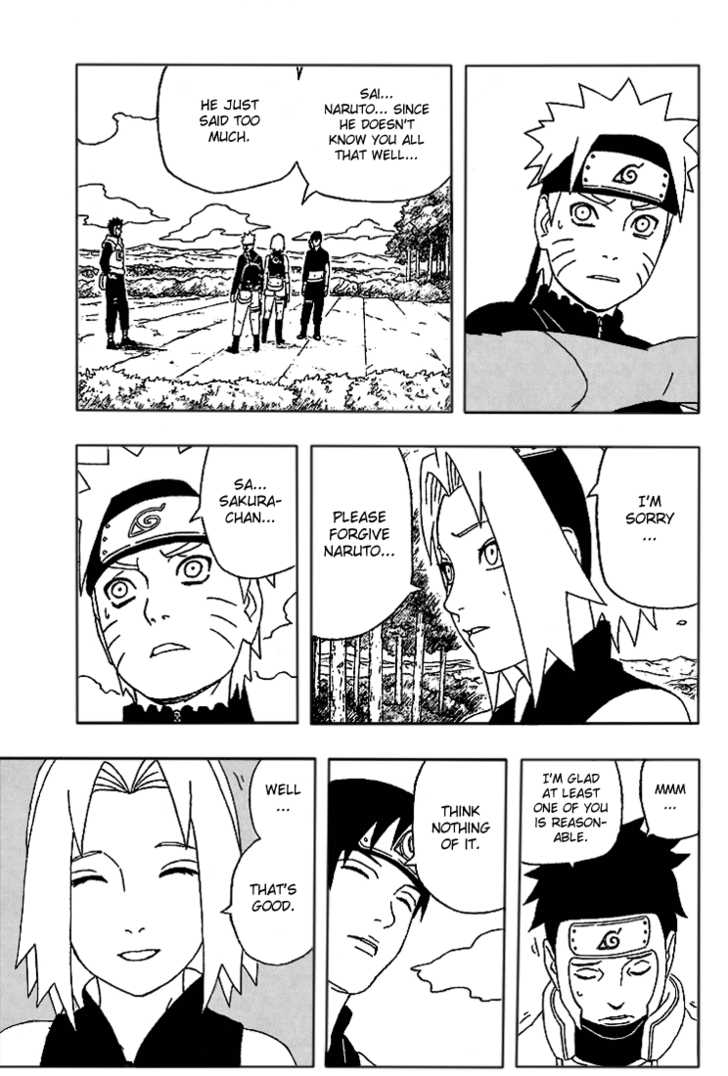 SAI...
NARUTO... SINCE
HE DOESN'T
KNOW YOU ALL
THAT WELL...
HE JUST
SAID TOO
MUCH.
I'M
SORRY
...
PLEASE
FORGIVE
NARUTO...
SA...
SAKURA-
CHAN...
MMM
...
I'M GLAD
AT LEAST
ONE OF YOU
IS REASON-
ABLE.
THINK
NOTHING
OF IT.
WELL
...
THAT'S
GOOD.